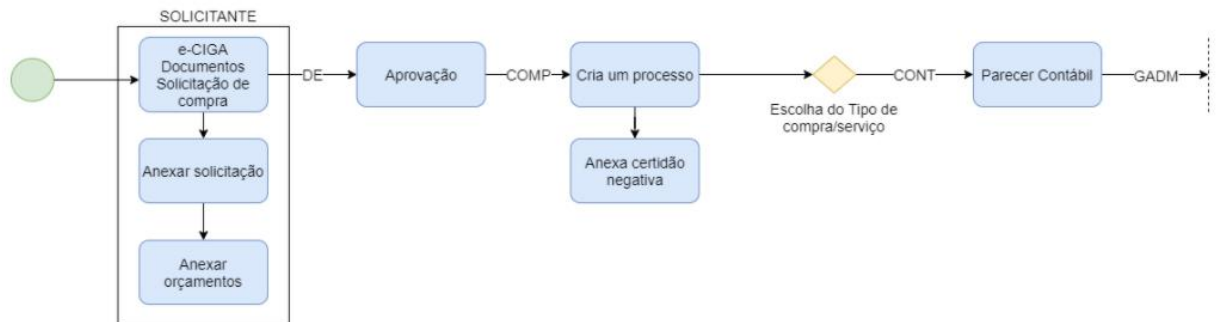 SOLICITANTE
e-CIGA
Documentos
Solicitação de
compra
Anexar solicitação
Anexar
orçamentos
DE
Aprovação
COMP
Cria um processo
Anexa certidão
negativa
Escolha do Tipo de
compra/serviço
CONT
Parecer Contábil
GADM